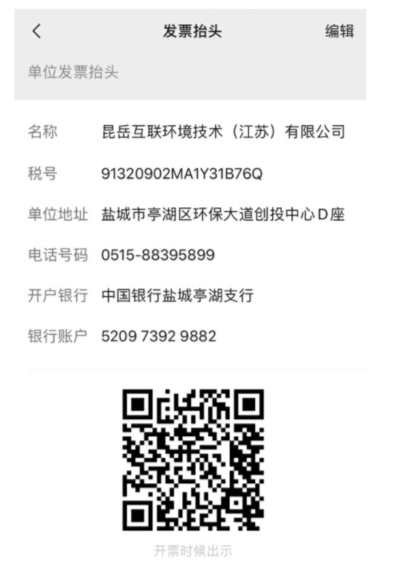 发票抬头 编辑
单位发票抬头
名称 昆岳互联环境技术（江苏）有限公司
税号 91320902MA1Y31B76Q
单位地址 盐城市亭湖区环保大道创投中心D座
电话号码 0515-88395899
开户银行 中国银行盐城亭湖支行
银行账户 5209 7392 9882
开票时候出示